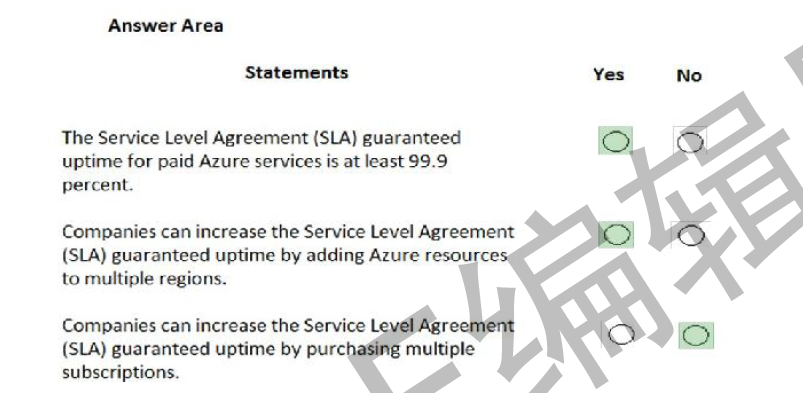 Answer Area
Statements Yes No
The Service Level Agreement (SLA) guaranteed
uptime for paid Azure services is at least 99.9
percent.
Companies can increase the Service Level Agreement
(SLA) guaranteed uptime by adding Azure resources
to multiple regions.
Companies can increase the Service Level Agreement
(SLA) guaranteed uptime by purchasing multiple
subscriptions.
编辑